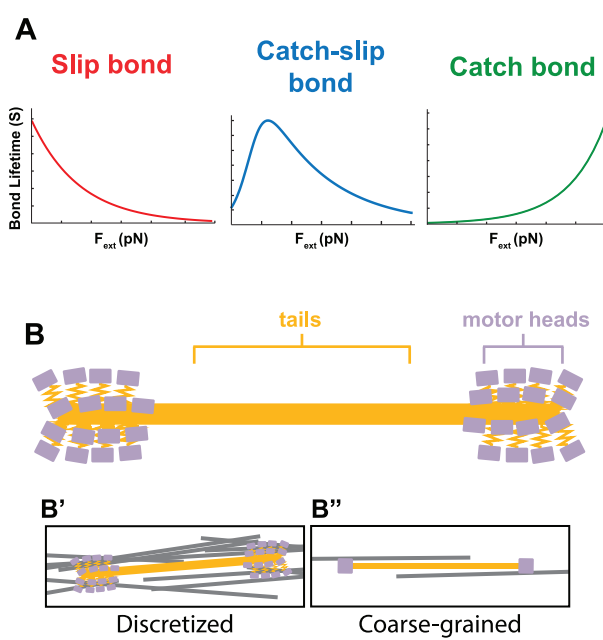 A
Slip bond
Catch-slip
bond
Catch bond
Bond Lifetime (S)
F_ext (pN)
F_ext (pN)
F_ext (pN)
B
tails
motor heads
B'
B''
Discretized
Coarse-grained